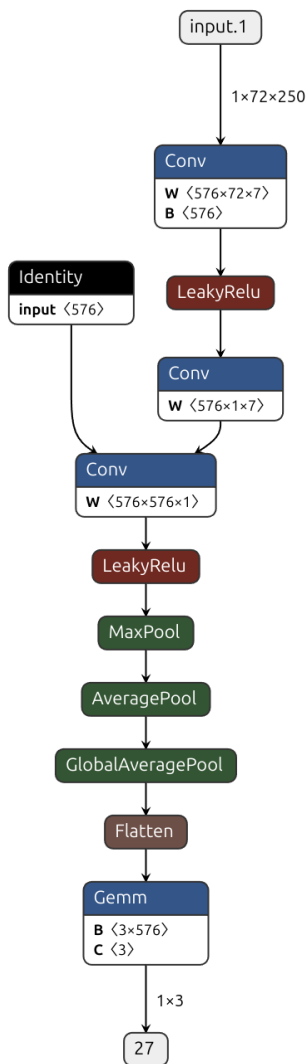 input.1
1×72×250
Conv
W 〈576×72×7〉
B 〈576〉
Identity
input 〈576〉
LeakyRelu
Conv
W 〈576×1×7〉
Conv
W 〈576×576×1〉
LeakyRelu
MaxPool
AveragePool
GlobalAveragePool
Flatten
Gemm
B 〈3×576〉
C 〈3〉
1×3
27